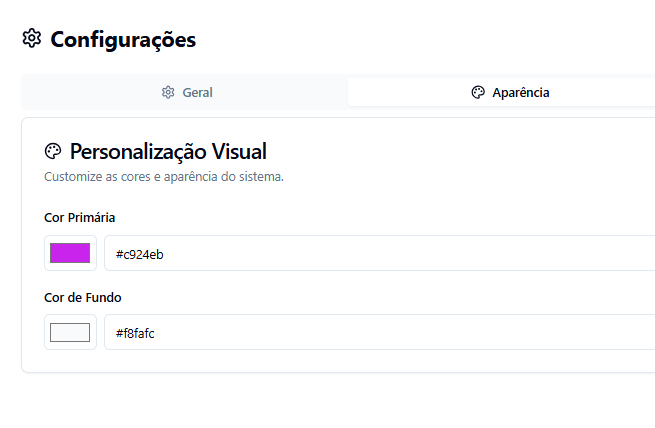 Configurações
Geral
Aparência
Personalização Visual
Customize as cores e aparência do sistema.
Cor Primária
#c924eb
Cor de Fundo
#f8fafc